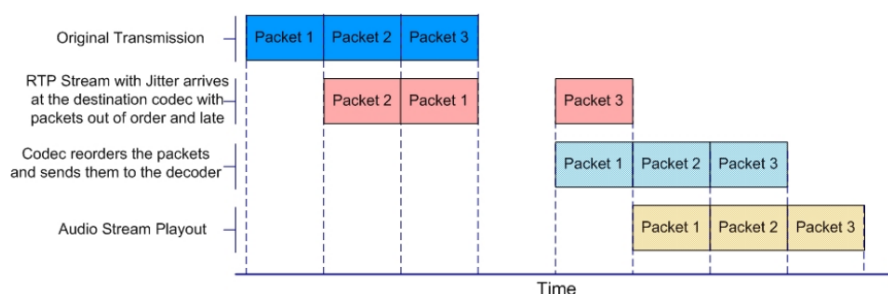 Original Transmission
Packet 1 Packet 2 Packet 3
RTP Stream with Jitter arrives
at the destination codec with
packets out of order and late
Packet 2 Packet 1 Packet 3
Codec reorders the packets
and sends them to the decoder
Packet 1 Packet 2 Packet 3
Audio Stream Playout
Packet 1 Packet 2 Packet 3
Time